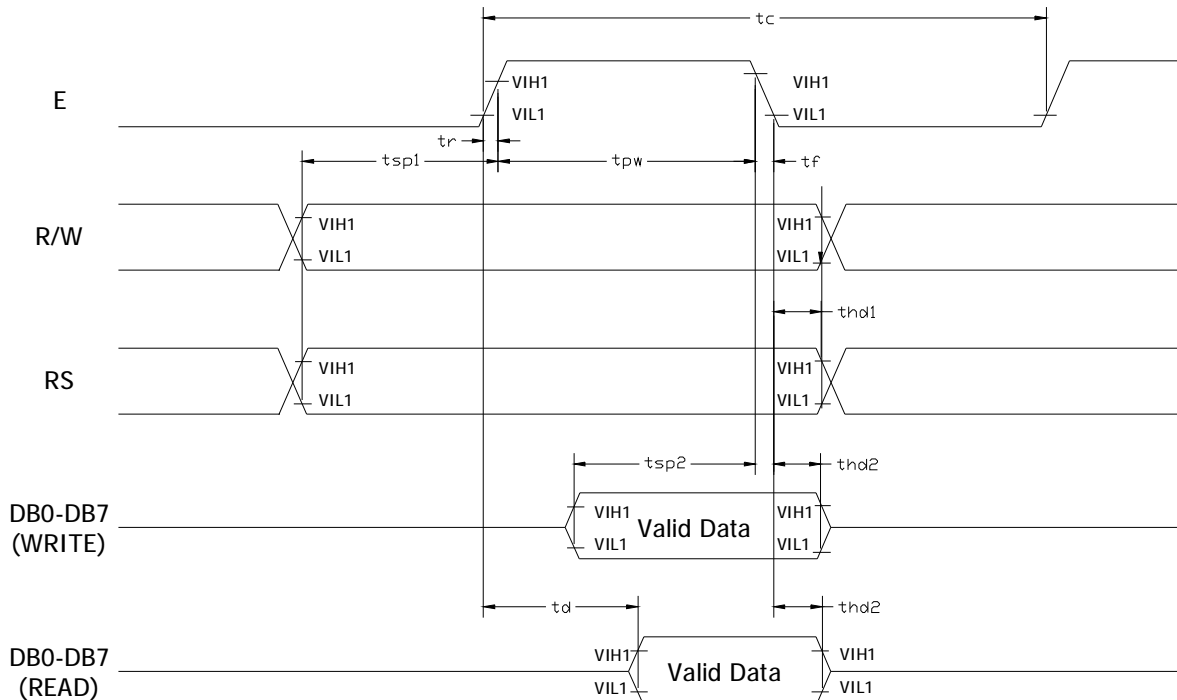 tc
E
VIH1
VIH1
VIL1
VIL1
tr
tsp1
tpw
tf
R/W
VIH1
VIH1
VIL1
VIL1
thd1
RS
VIH1
VIH1
VIL1
VIL1
tsp2
thd2
DB0-DB7
(WRITE)
VIH1
Valid Data
VIH1
VIL1
VIL1
td
thd2
DB0-DB7
(READ)
VIH1
Valid Data
VIH1
VIL1
VIL1